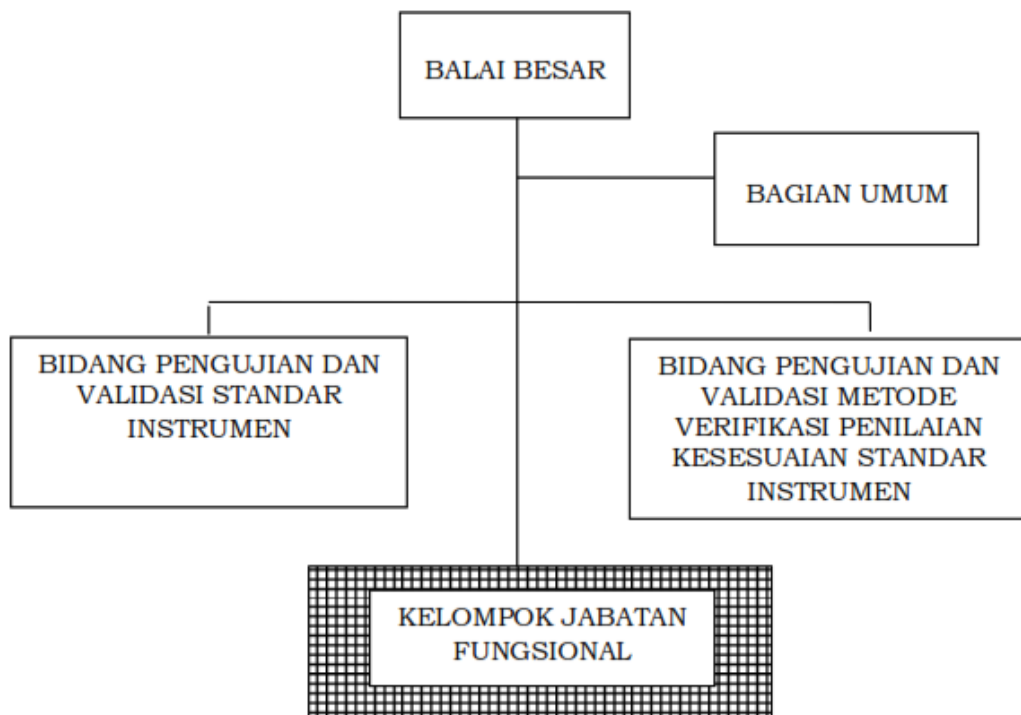 BALAI BESAR
BAGIAN UMUM
BIDANG PENGUJIAN DAN
VALIDASI STANDAR
INSTRUMEN
BIDANG PENGUJIAN DAN
VALIDASI METODE
VERIFIKASI PENILAIAN
KESESUAIAN STANDAR
INSTRUMEN
KELOMPOK JABATAN
FUNGSIONAL